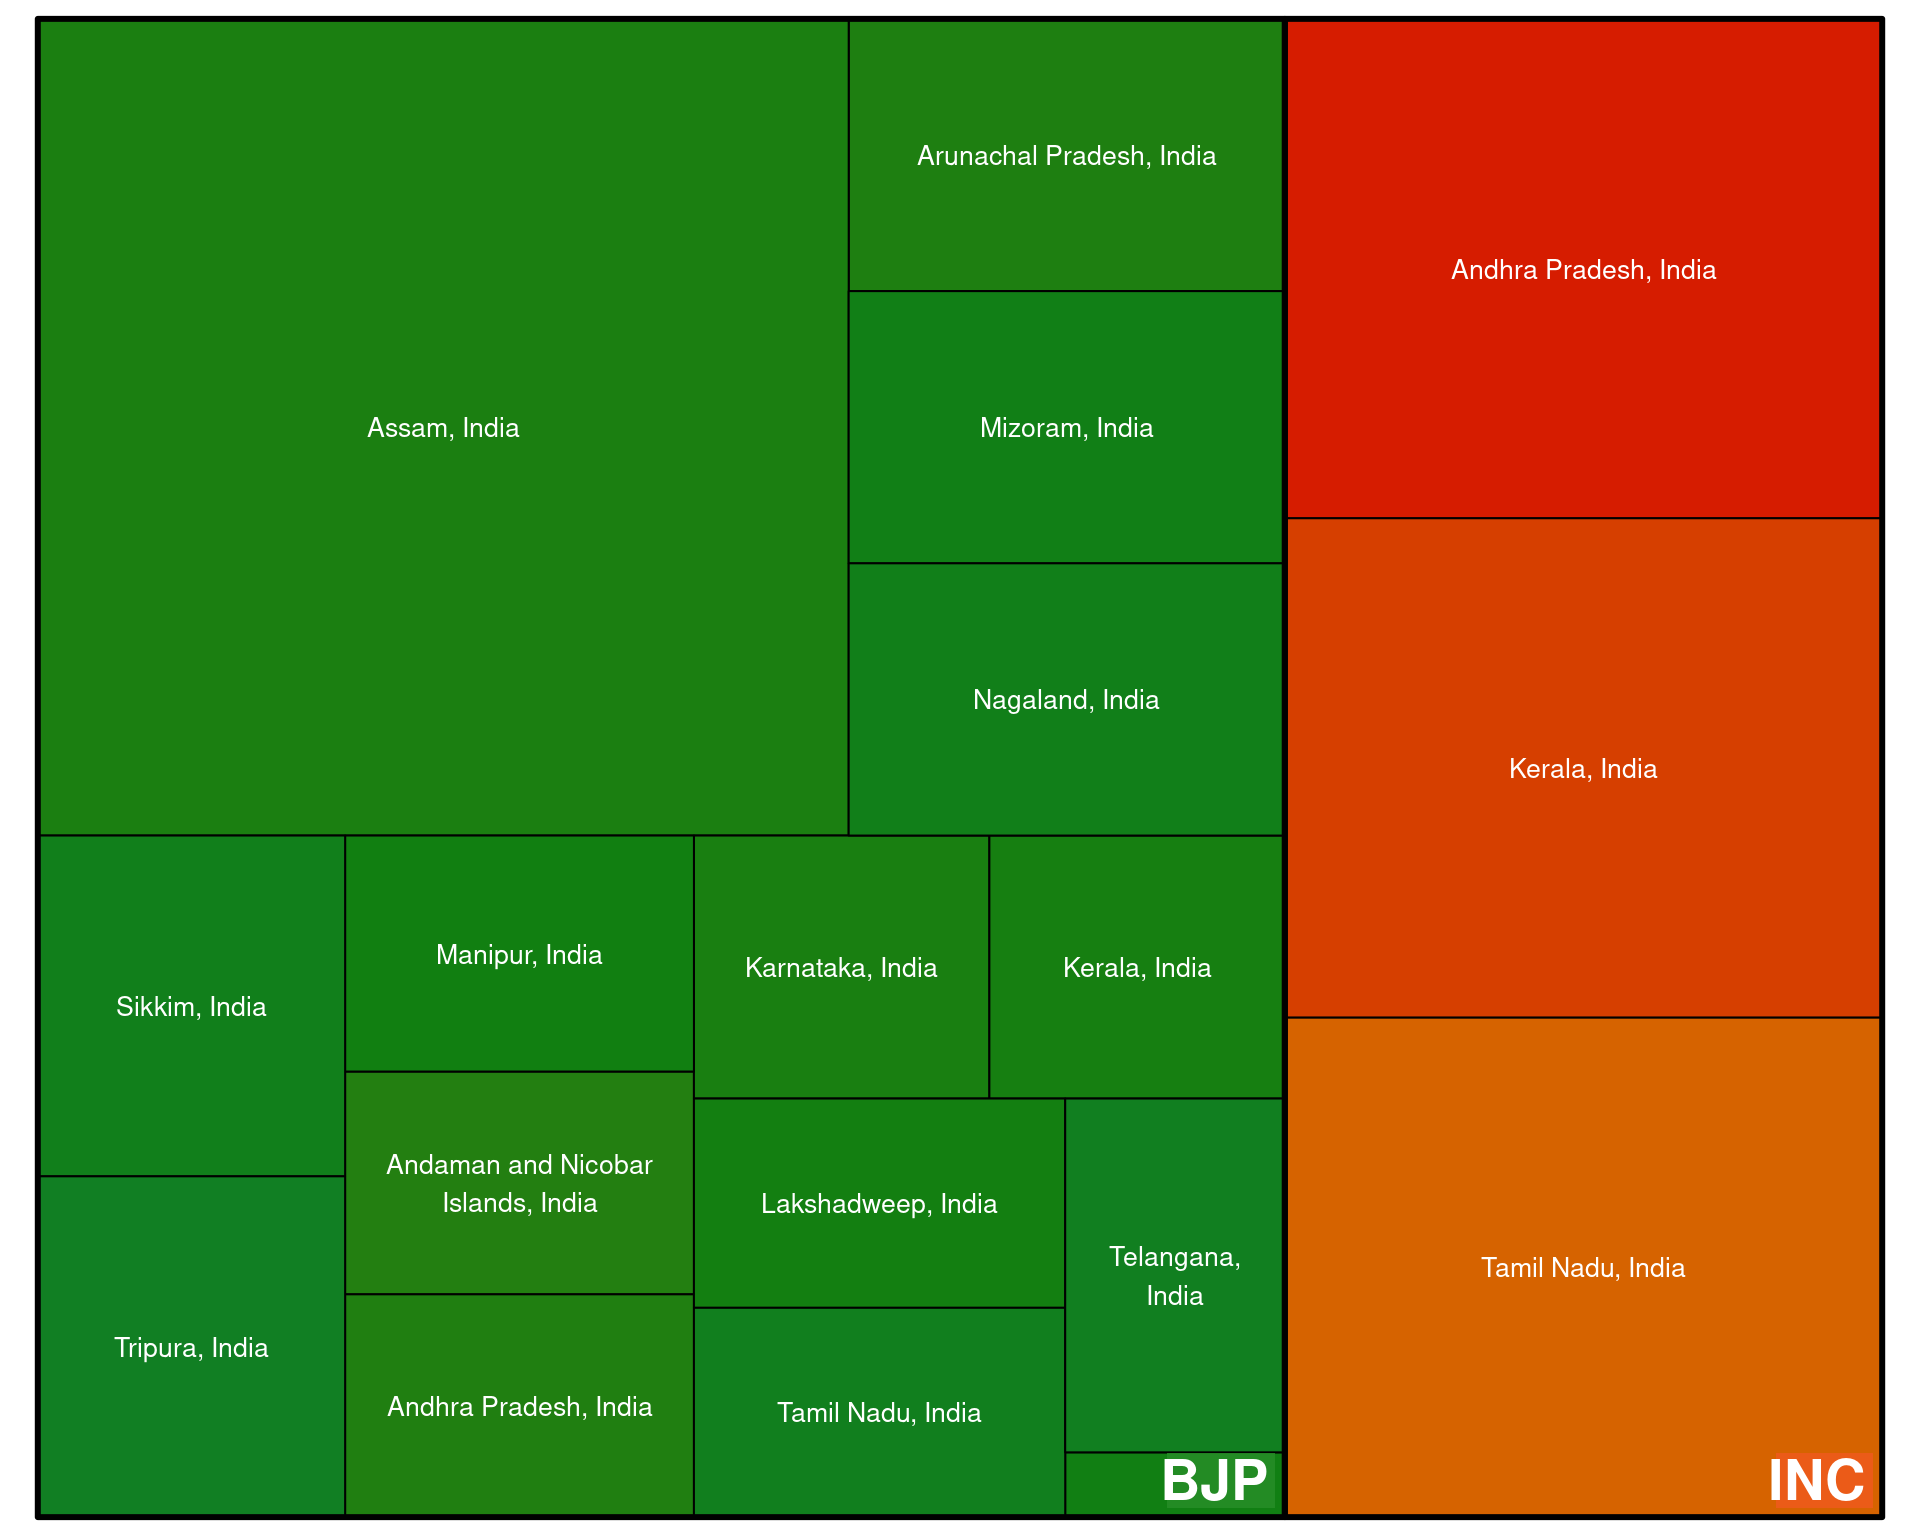 Assam, India
Arunachal Pradesh, India
Mizoram, India
Nagaland, India
Sikkim, India
Tripura, India
Manipur, India
Andaman and Nicobar
Islands, India
Andhra Pradesh, India
Karnataka, India
Kerala, India
Lakshadweep, India
Tamil Nadu, India
Telangana,
India
BJP
Andhra Pradesh, India
Kerala, India
Tamil Nadu, India
INC